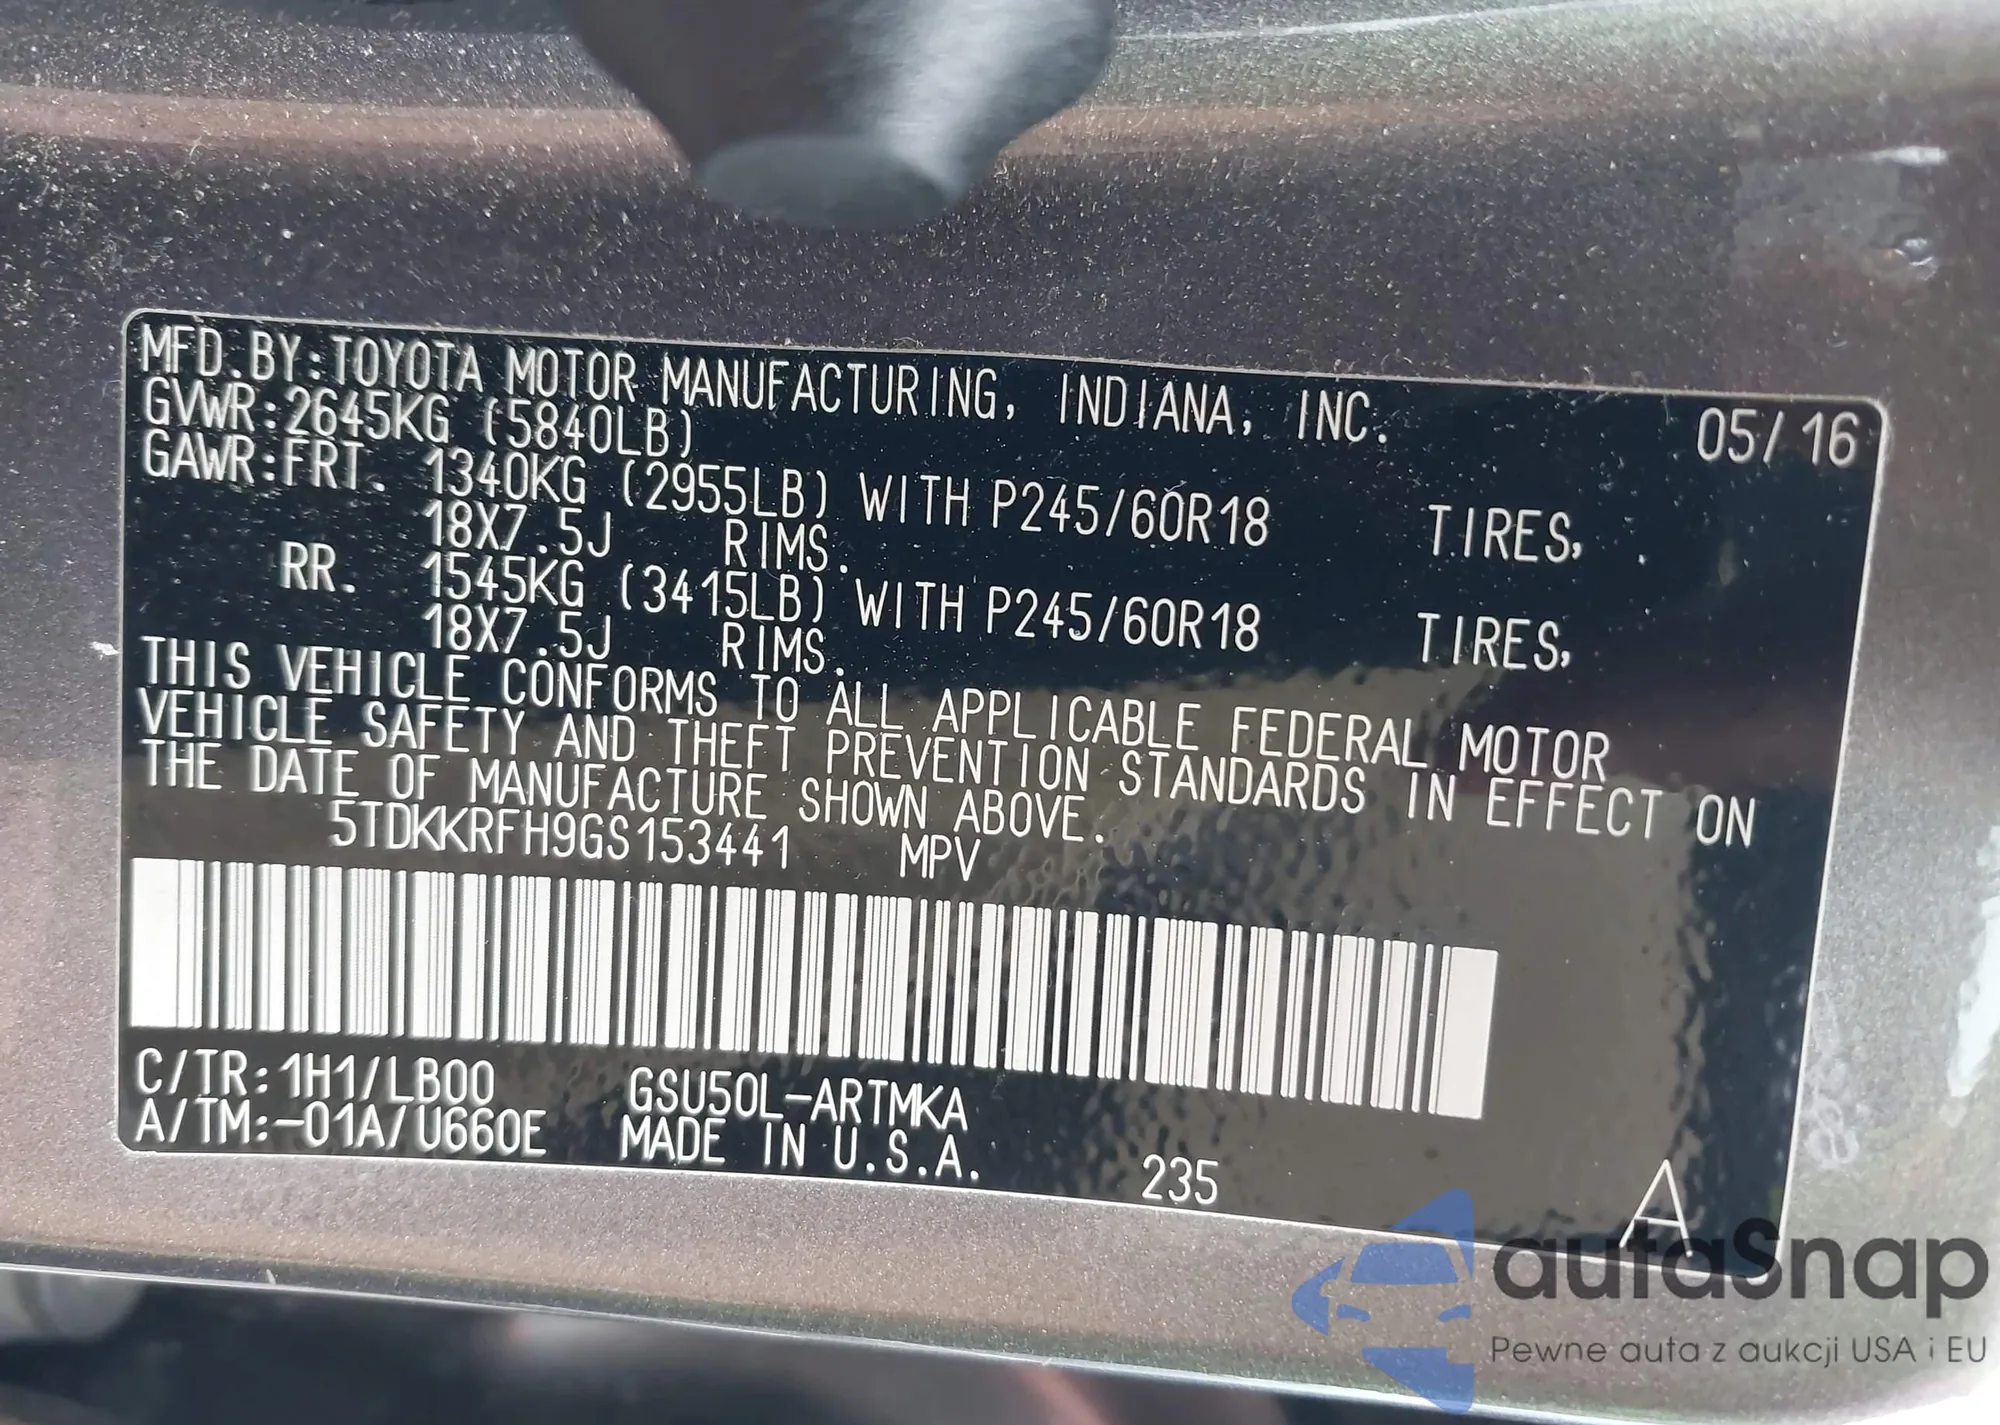 MFD.BY:TOYOTA MOTOR MANUFACTURING, INDIANA, INC. 05/16
GVWR:2645KG (5840LB)
GAWR:FRT. 1340KG (2955LB) WITH P245/60R18 TIRES,
18X7.5J RIMS.
RR. 1545KG (3415LB) WITH P245/60R18 TIRES,
18X7.5J RIMS.
THIS VEHICLE CONFORMS TO ALL APPLICABLE FEDERAL MOTOR
VEHICLE SAFETY AND THEFT PREVENTION STANDARDS IN EFFECT ON
THE DATE OF MANUFACTURE SHOWN ABOVE.
5TDKKRFH9GS153441 MPV
C/TR:1H1/LB00 GSU50L-ARTMKA
A/TM:-01A/U660E MADE IN U.S.A. 235 A
autaSnap
Pewne auta z aukcji USA i EU